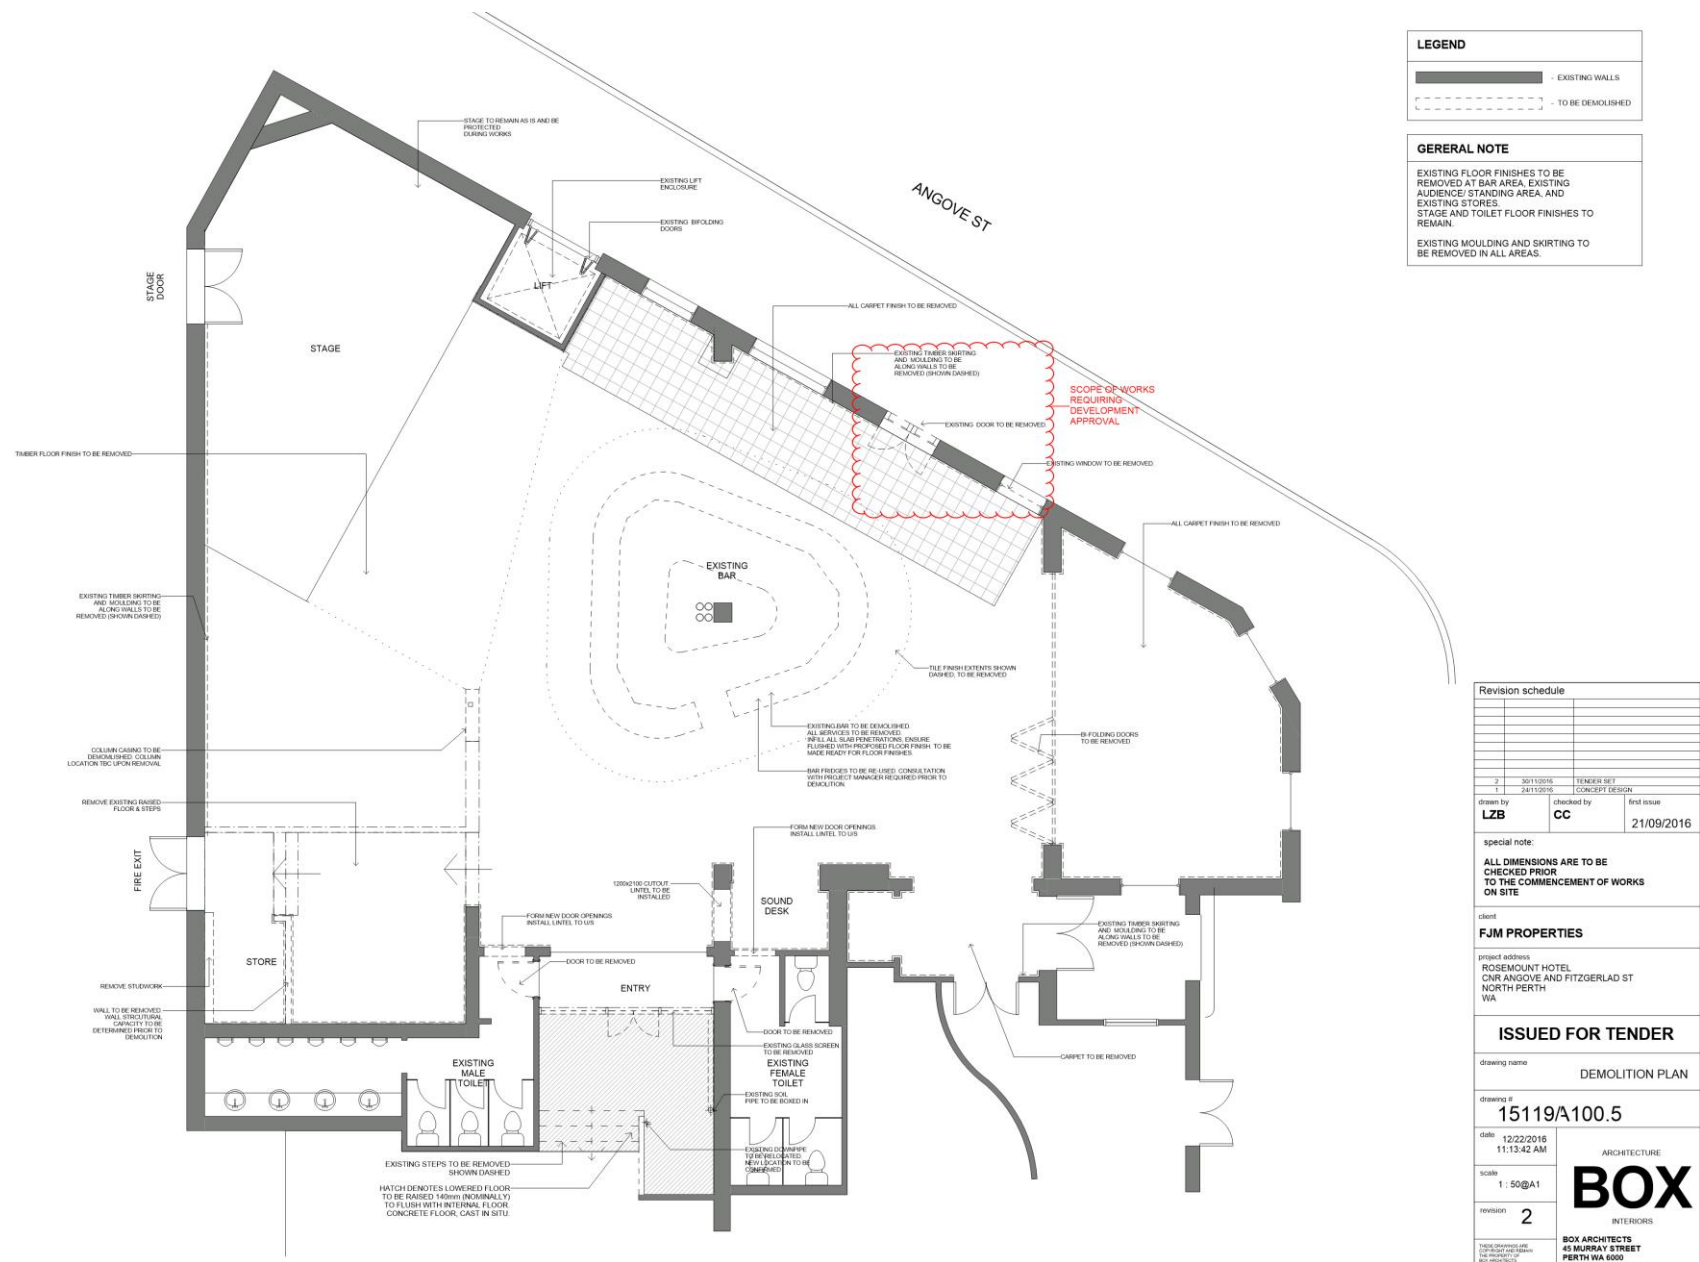 LEGEND
- EXISTING WALLS
- TO BE DEMOLISHED
GERERAL NOTE
EXISTING FLOOR FINISHES TO BE
REMOVED AT BAR AREA, EXISTING
AUDIENCE/ STANDING AREA, AND
EXISTING STORES.
STAGE AND TOILET FLOOR FINISHES TO
REMAIN.
EXISTING MOULDING AND SKIRTING TO
BE REMOVED IN ALL AREAS.
STAGE TO REMAIN AS IS AND BE
PROTECTED
DURING WORKS
EXISTING LIFT
ENCLOSURE
EXISTING BIFOLDING
DOORS
ANGOVE ST
STAGE
DOOR
LIFT
STAGE
ALL CARPET FINISH TO BE REMOVED
EXISTING TIMBER SKIRTING
AND MOULDING TO BE
ALONG WALLS TO BE
REMOVED (SHOWN DASHED)
SCOPE OF WORKS
REQUIRING
DEVELOPMENT
APPROVAL
EXISTING DOOR TO BE REMOVED
EXISTING WINDOW TO BE REMOVED
TIMBER FLOOR FINISH TO BE REMOVED
ALL CARPET FINISH TO BE REMOVED
EXISTING
BAR
EXISTING TIMBER SKIRTING
AND MOULDING TO BE
ALONG WALLS TO BE
REMOVED (SHOWN DASHED)
TILE FINISH EXTENTS SHOWN
DASHED, TO BE REMOVED
EXISTING BAR TO BE DEMOLISHED
ALL SERVICES TO BE REMOVED.
INFILL ALL SLAB PENETRATIONS, ENSURE
FLUSHED WITH PROPOSED FLOOR FINISH. TO BE
MADE READY FOR FLOOR FINISHES.
BAR FRIDGES TO BE RE-USED. CONSULTATION
WITH PROJECT MANAGER REQUIRED PRIOR TO
DEMOLITION
BI-FOLDING DOORS
TO BE REMOVED
COLUMN CASING TO BE
DEMOMLISHED. COLUMN
LOCATION TBC UPON REMOVAL
REMOVE EXISTING RAISED
FLOOR & STEPS
FORM NEW DOOR OPENINGS
INSTALL LINTEL TO U/S
FIRE EXIT
1200x2100 CUTOUT
LINTEL TO BE
INSTALLED
SOUND
DESK
FORM NEW DOOR OPENINGS
INSTALL LINTEL TO U/S
EXISTING TIMBER SKIRTING
AND MOULDING TO BE
ALONG WALLS TO BE
REMOVED (SHOWN DASHED)
STORE
DOOR TO BE REMOVED
REMOVE STUDWORK
ENTRY
WALL TO BE REMOVED
WALL STRCUTURAL
CAPACITY TO BE
DETERMINED PRIOR TO
DEMOLITION
DOOR TO BE REMOVED
EXISTING GLASS SCREEN
TO BE REMOVED
CARPET TO BE REMOVED
EXISTING
MALE
TOILET
EXISTING
FEMALE
TOILET
EXISTING SOIL
PIPE TO BE BOXED IN
EXISTING DOWNPIPE
TO BE RELOCATED.
NEW LOCATION TO BE
CONFIRMED
EXISTING STEPS TO BE REMOVED
SHOWN DASHED
HATCH DENOTES LOWERED FLOOR
TO BE RAISED 140mm (NOMINALLY)
TO FLUSH WITH INTERNAL FLOOR.
CONCRETE FLOOR, CAST IN SITU.
Revision schedule
2 30/11/2016 TENDER SET
1 24/11/2016 CONCEPT DESIGN
drawn by checked by first issue
LZB CC 21/09/2016
special note:
ALL DIMENSIONS ARE TO BE
CHECKED PRIOR
TO THE COMMENCEMENT OF WORKS
ON SITE
client
FJM PROPERTIES
project address
ROSEMOUNT HOTEL
CNR ANGOVE AND FITZGERLAD ST
NORTH PERTH
WA
ISSUED FOR TENDER
drawing name
DEMOLITION PLAN
drawing #
15119/A100.5
date
12/22/2016
11:13:42 AM
scale
1 : 50@A1
revision 2
THESE DRAWINGS ARE
COPYRIGHT AND REMAIN
THE PROPERTY OF
BOX ARCHITECTS
ARCHITECTURE
BOX
INTERIORS
BOX ARCHITECTS
45 MURRAY STREET
PERTH WA 6000